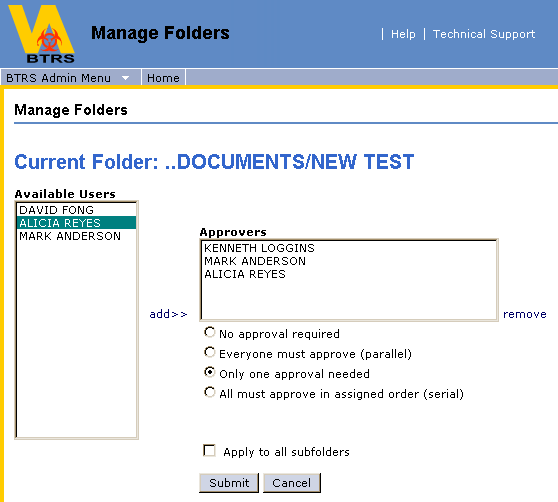 VA
BTRS
Manage Folders
| Help | Technical Support
BTRS Admin Menu
Home
Manage Folders
Current Folder: ..DOCUMENTS/NEW TEST
Available Users
DAVID FONG
ALICIA REYES
MARK ANDERSON
add>>
Approvers
KENNETH LOGGINS
MARK ANDERSON
ALICIA REYES
remove
No approval required
Everyone must approve (parallel)
Only one approval needed
All must approve in assigned order (serial)
Apply to all subfolders
Submit
Cancel